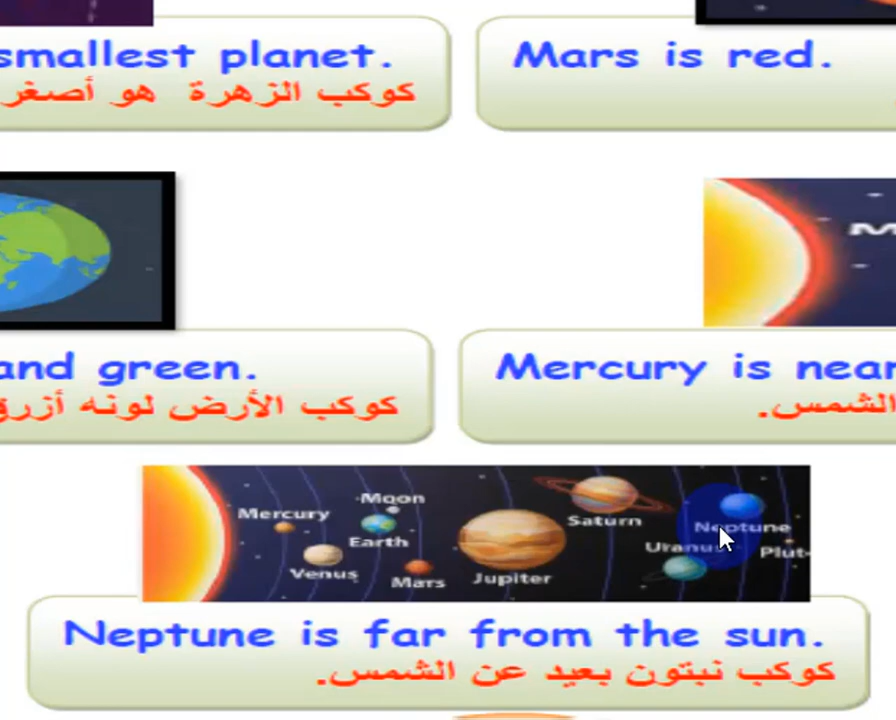 smallest planet.
كوكب الزهرة هو أصغر
Mars is red.
and green.
كوكب الأرض لونه أزرق
Mercury is near
الشمس.
Mercury
Moon
Earth
Venus
Mars
Jupiter
Saturn
Neptune
Uranus
Neptune is far from the sun.
كوكب نبتون بعيد عن الشمس.